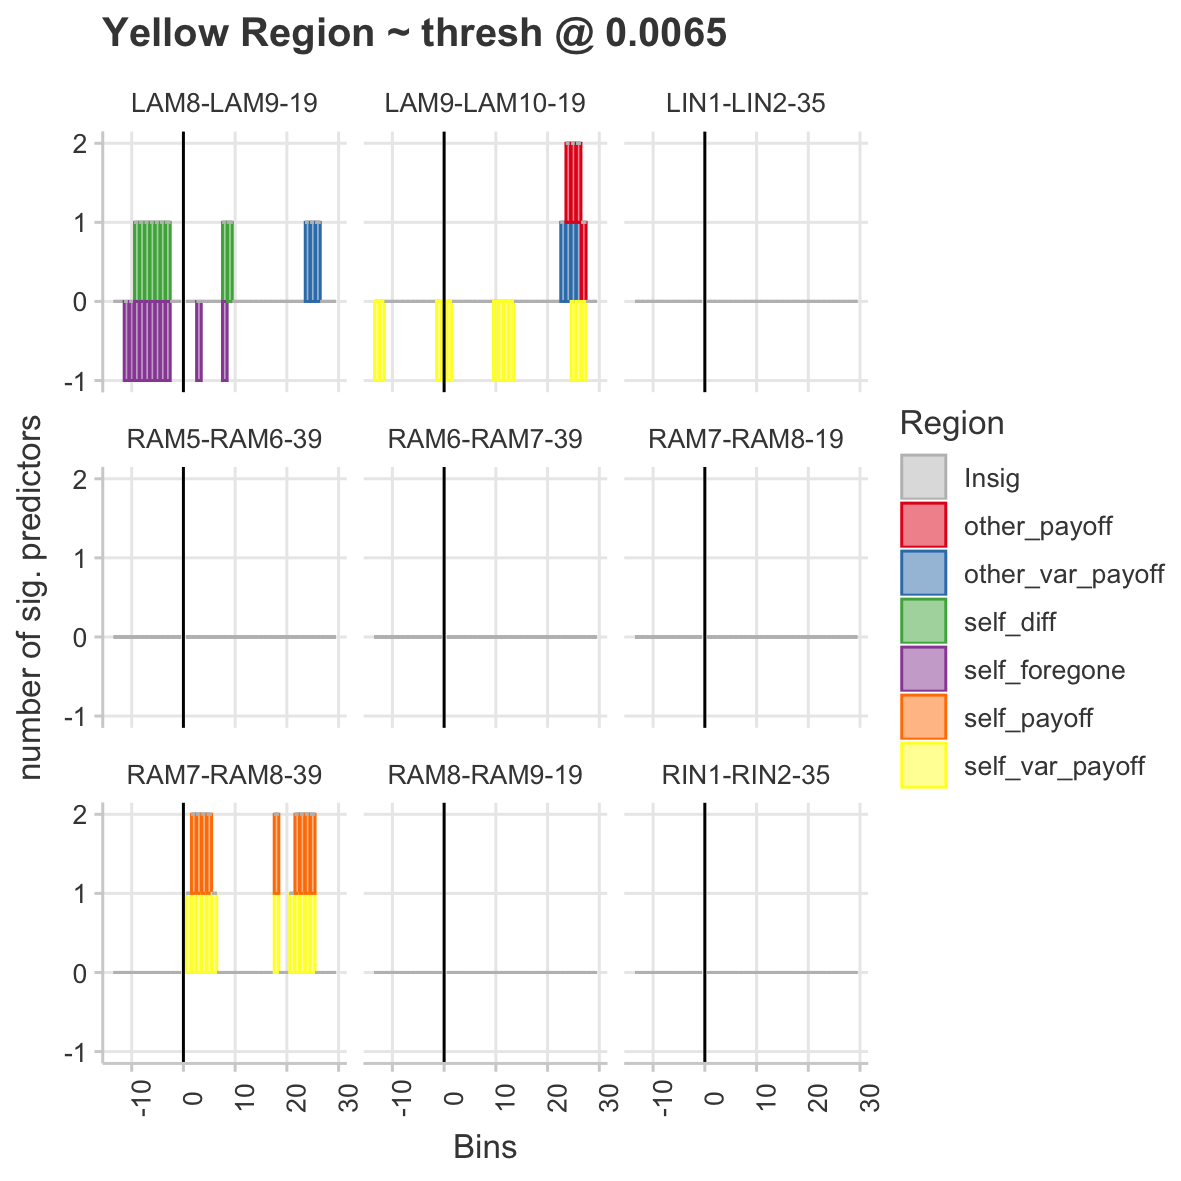 Yellow Region ~ thresh @ 0.0065
LAM8-LAM9-19
LAM9-LAM10-19
LIN1-LIN2-35
2
1
0
-1
RAM5-RAM6-39
RAM6-RAM7-39
RAM7-RAM8-19
2
1
0
-1
RAM7-RAM8-39
RAM8-RAM9-19
RIN1-RIN2-35
2
1
0
-1
-10 0 10 20 30
-10 0 10 20 30
-10 0 10 20 30
Bins
number of sig. predictors
Region
Insig
other_payoff
other_var_payoff
self_diff
self_foregone
self_payoff
self_var_payoff